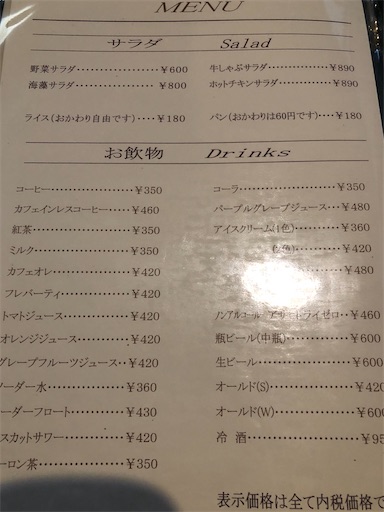 MENU
サラダ Salad
野菜サラダ・・・・・・・・・・・・¥600
海藻サラダ・・・・・・・・・・・・¥800
牛しゃぶサラダ・・・・・・・・・・¥890
ホットチキンサラダ・・・・・・・・¥890
ライス(おかわり自由です)・・・・¥180
パン(おかわりは60円です)・・・・¥180
お飲物 Drinks
コーヒー・・・・・・・・・・・・・¥350
カフェインレスコーヒー・・・・・¥460
紅茶・・・・・・・・・・・・・・・¥350
ミルク・・・・・・・・・・・・・・¥350
カフェオレ・・・・・・・・・・・・¥420
フレバーティ・・・・・・・・・・・¥420
トマトジュース・・・・・・・・・・¥420
オレンジジュース・・・・・・・・・¥420
グレープフルーツジュース・・¥420
ーダー水・・・・・・・・・・・・・¥360
ーダーフロート・・・・・・・・・・¥430
スカットサワー・・・・・・・・・・¥420
ーロン茶・・・・・・・・・・・・・¥350
コーラ・・・・・・・・・・・・・・¥350
パープルグレープジュース・・・¥480
アイスクリーム(1色)・・・・・・¥360
・・・・・・¥420
・・・・・・¥480
ノンアルコール ゼロ・・¥460
瓶ビール(中瓶)・・・・・・・・・¥600
生ビール・・・・・・・・・・・・・¥600
オールド(S)・・・・・・・・・・・¥420
オールド(W)・・・・・・・・・・・¥600
冷 酒・・・・・・・・・・・・・・・¥95
表示価格は全て内税価格で